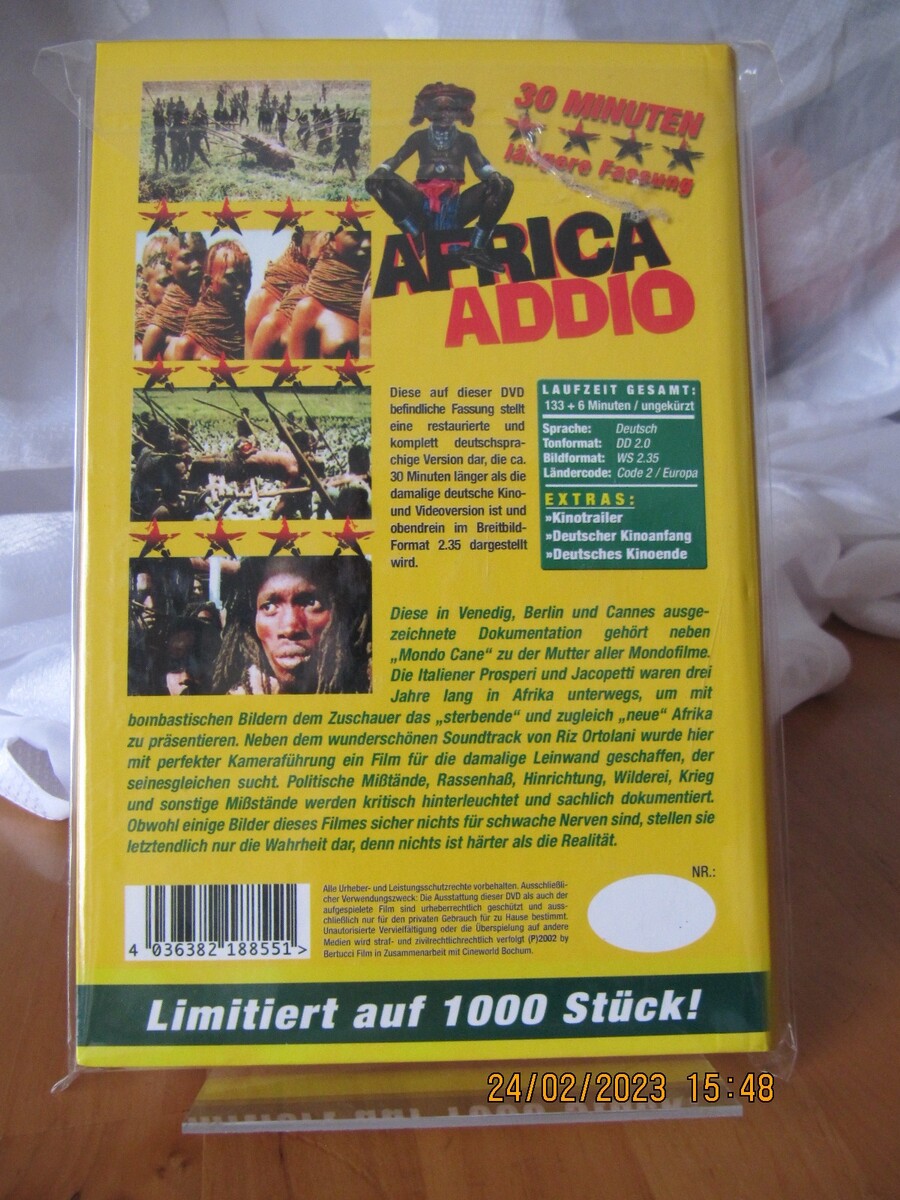 30 MINUTEN
längere Fassung
AFRICA
ADDIO
Diese auf dieser DVD
befindliche Fassung stellt
eine restaurierte und
komplett deutschspra-
chige Version dar, die ca.
30 Minuten länger als die
damalige deutsche Kino-
und Videoversion ist und
obendrein im Breitbild-
Format 2.35 dargestellt
wird.
LAUFZEIT GESAMT:
133 + 6 Minuten / ungekürzt
Sprache: Deutsch
Tonformat: DD 2.0
Bildformat: WS 2.35
Ländercode: Code 2 / Europa
EXTRAS:
»Kinotrailer
»Deutscher Kinoanfang
»Deutsches Kinoende
Diese in Venedig, Berlin und Cannes ausge-
zeichnete Dokumentation gehört neben
„Mondo Cane“ zu der Mutter aller Mondofilme.
Die Italiener Prosperi und Jacopetti waren drei
Jahre lang in Afrika unterwegs, um mit
bombastischen Bildern dem Zuschauer das „sterbende“ und zugleich „neue“ Afrika
zu präsentieren. Neben dem wunderschönen Soundtrack von Riz Ortolani wurde hier
mit perfekter Kameraführung ein Film für die damalige Leinwand geschaffen, der
seinesgleichen sucht. Politische Mißtände, Rassenhaß, Hinrichtung, Wilderei, Krieg
und sonstige Mißstände werden kritisch hinterleuchtet und sachlich dokumentiert.
Obwohl einige Bilder dieses Filmes sicher nichts für schwache Nerven sind, stellen sie
letztendlich nur die Wahrheit dar, denn nichts ist härter als die Realität.
NR.:
Alle Urheber- und Leistungsschutzrechte vorbehalten. Ausschließli-
cher Verwendungszweck: Die Ausstattung dieser DVD als auch der
aufgespielete Film sind urheberrechtlich geschützt und auss-
chließlich nur für den privaten Gebrauch für zu Hause bestimmt.
Unautorisierte Vervielfältigung oder die Überspielung auf andere
Medien wird straf- und zivilrechtlichrechtlich verfolgt (P)2002 by
Bertucci Film in Zusammenarbeit mit Cineworld Bochum.
4 036382 188551 >
Limitiert auf 1000 Stück!
24/02/2023 15:48